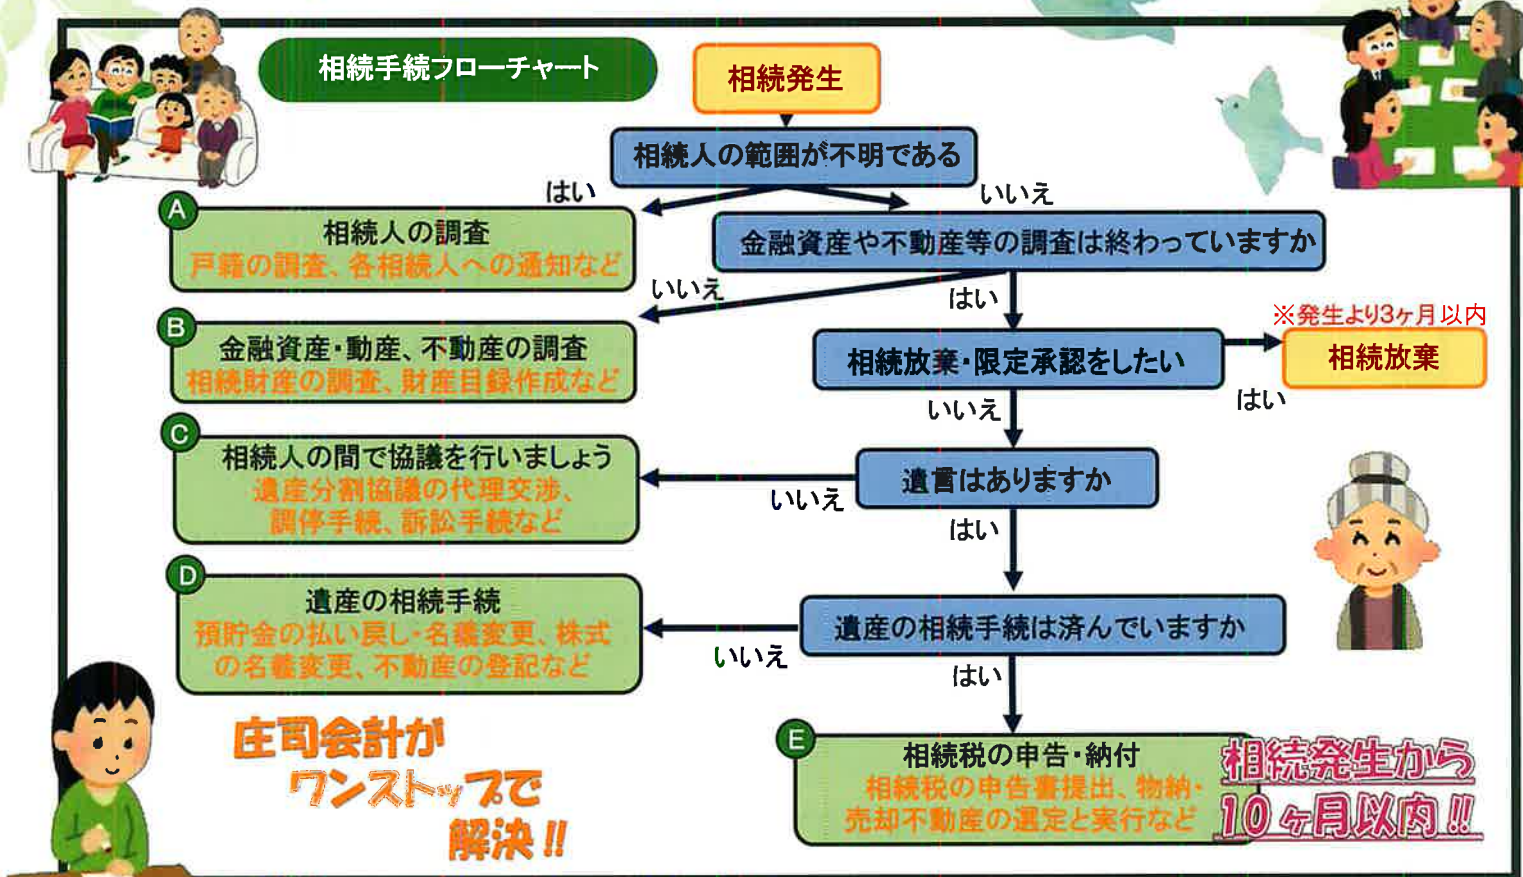 相続手続フローチャート
相続発生
相続人の範囲が不明である
はい
いいえ
A
相続人の調査
戸籍の調査、各相続人への通知など
金融資産や不動産等の調査は終わっていますか
いいえ
はい
B
金融資産・動産、不動産の調査
相続財産の調査、財産目録作成など
※発生より3ヶ月以内
相続放棄・限定承認をしたい
相続放棄
はい
いいえ
C
相続人の間で協議を行いましょう
遺産分割協議の代理交渉、
調停手続、訴訟手続など
遺言はありますか
いいえ
はい
D
遺産の相続手続
預貯金の払い戻し・名義変更、株式
の名義変更、不動産の登記など
遺産の相続手続は済んでいますか
いいえ
はい
庄司会計が
ワンストップで
解決!!
E
相続税の申告・納付
相続税の申告書提出、物納・
売却不動産の選定と実行など
相続発生から
10ヶ月以内!!